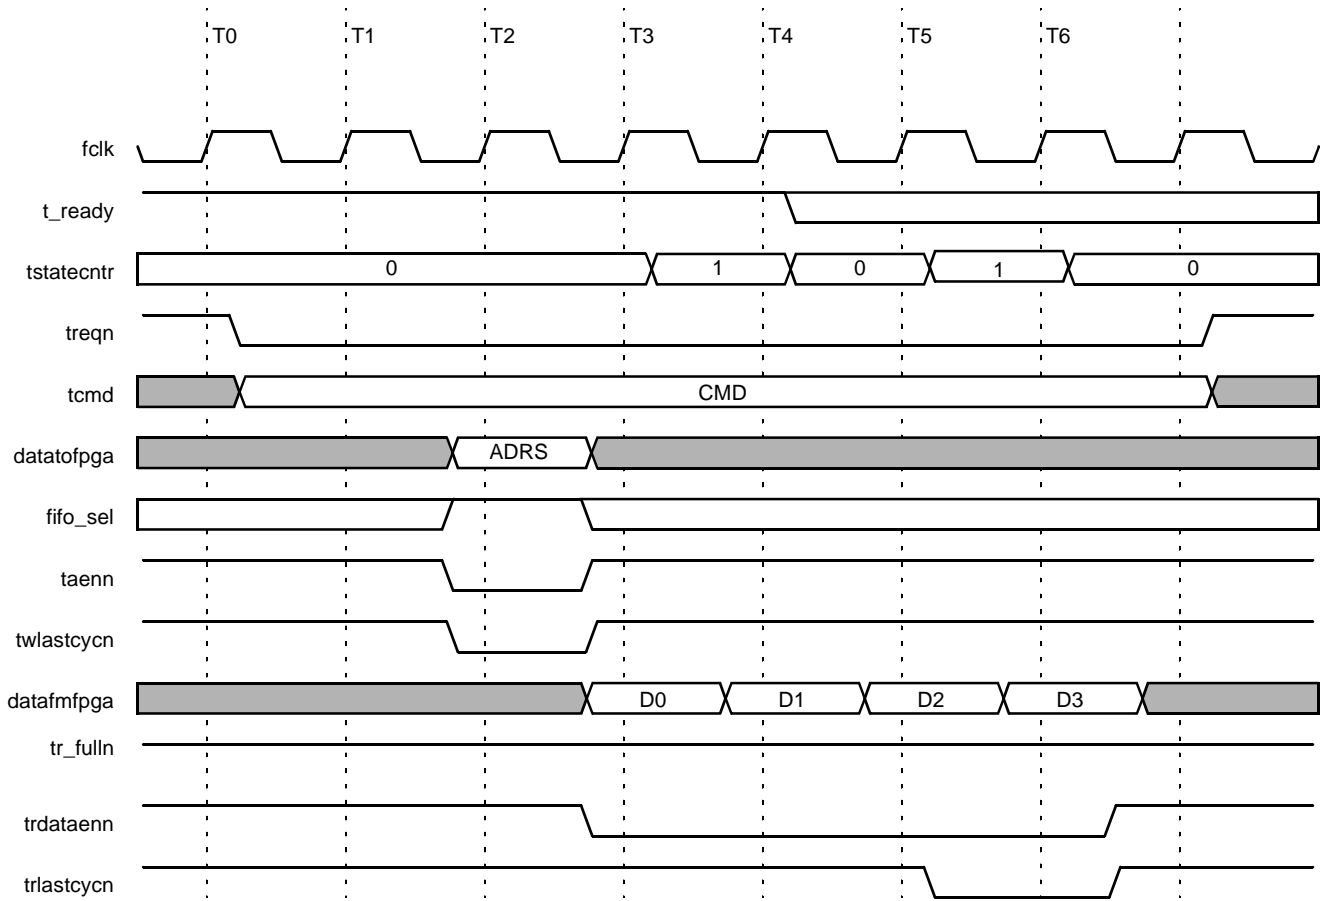 T0 T1 T2 T3 T4 T5 T6
fclk
t_ready
tstatecntr 0 1 0 1 0
treqn
tcmd CMD
datatofpga ADRS
fifo_sel
taenn
twlastcycn
datafmfpga D0 D1 D2 D3
tr_fulln
trdataenn
trlastcycn